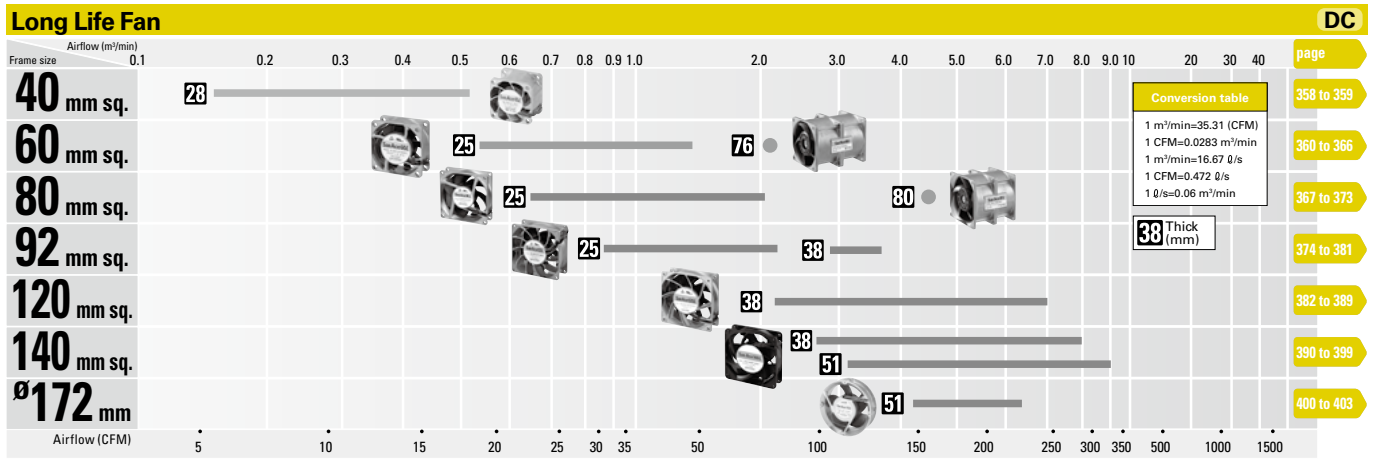 Long Life Fan
DC
Airflow (m³/min)
Frame size
0.1 0.2 0.3 0.4 0.5 0.6 0.7 0.8 0.9 1.0 2.0 3.0 4.0 5.0 6.0 7.0 8.0 9.0 10 20 30 40
page
40 mm sq.
28
358 to 359
60 mm sq.
25
76
360 to 366
80 mm sq.
25
80
367 to 373
92 mm sq.
25
38
374 to 381
120 mm sq.
38
382 to 389
140 mm sq.
38
51
390 to 399
ø172 mm
51
400 to 403
Conversion table
1 m³/min=35.31 (CFM)
1 CFM=0.0283 m³/min
1 m³/min=16.67 ℓ/s
1 CFM=0.472 ℓ/s
1 ℓ/s=0.06 m³/min
38 Thick
(mm)
Airflow (CFM)
5 10 15 20 25 30 35 50 100 150 200 250 300 350 500 1000 1500